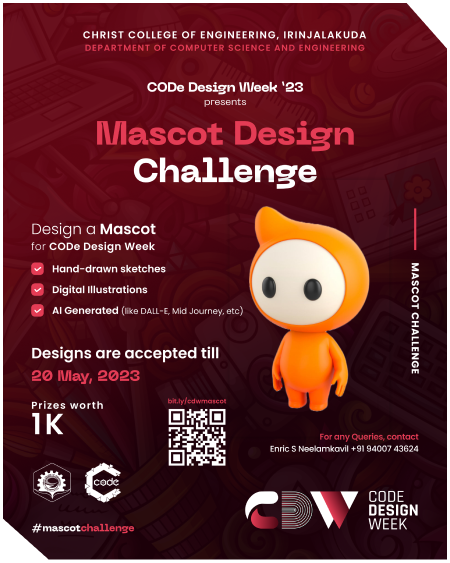 CHRIST COLLEGE OF ENGINEERING, IRINJALAKUDA
DEPARTMENT OF COMPUTER SCIENCE AND ENGINEERING
CODe Design Week '23
presents
Mascot Design
Challenge
Design a Mascot
for CODe Design Week
Hand-drawn sketches
Digital Illustrations
AI Generated (like DALL-E, Mid Journey, etc)
MASCOT CHALLENGE
Designs are accepted till
20 May, 2023
Prizes worth
1K
bit.ly/cdwmascot
For any Queries, contact
Enric S Neelamkavil +91 94007 43624
code
CDW
CODE
DESIGN
WEEK
#mascotchallenge